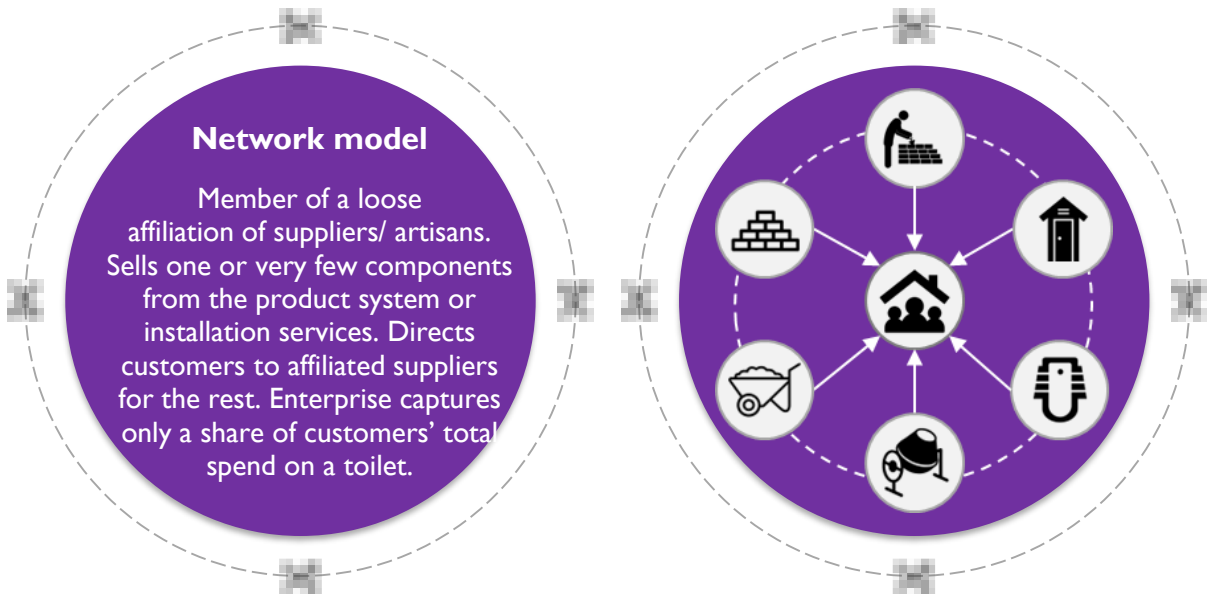 Network model
Member of a loose
affiliation of suppliers/ artisans.
Sells one or very few components
from the product system or
installation services. Directs
customers to affiliated suppliers
for the rest. Enterprise captures
only a share of customers’ total
spend on a toilet.